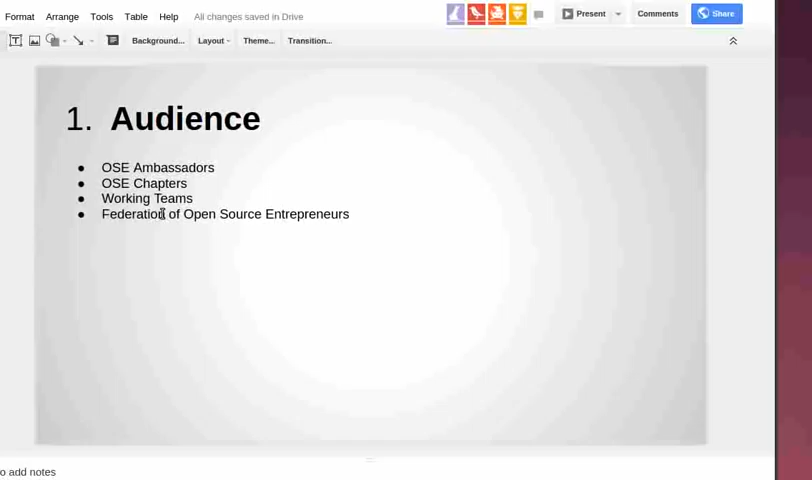 Format Arrange Tools Table Help All changes saved in Drive
Present Comments Share
Background... Layout Theme... Transition...
1. Audience
● OSE Ambassadors
● OSE Chapters
● Working Teams
● Federation of Open Source Entrepreneurs
o add notes